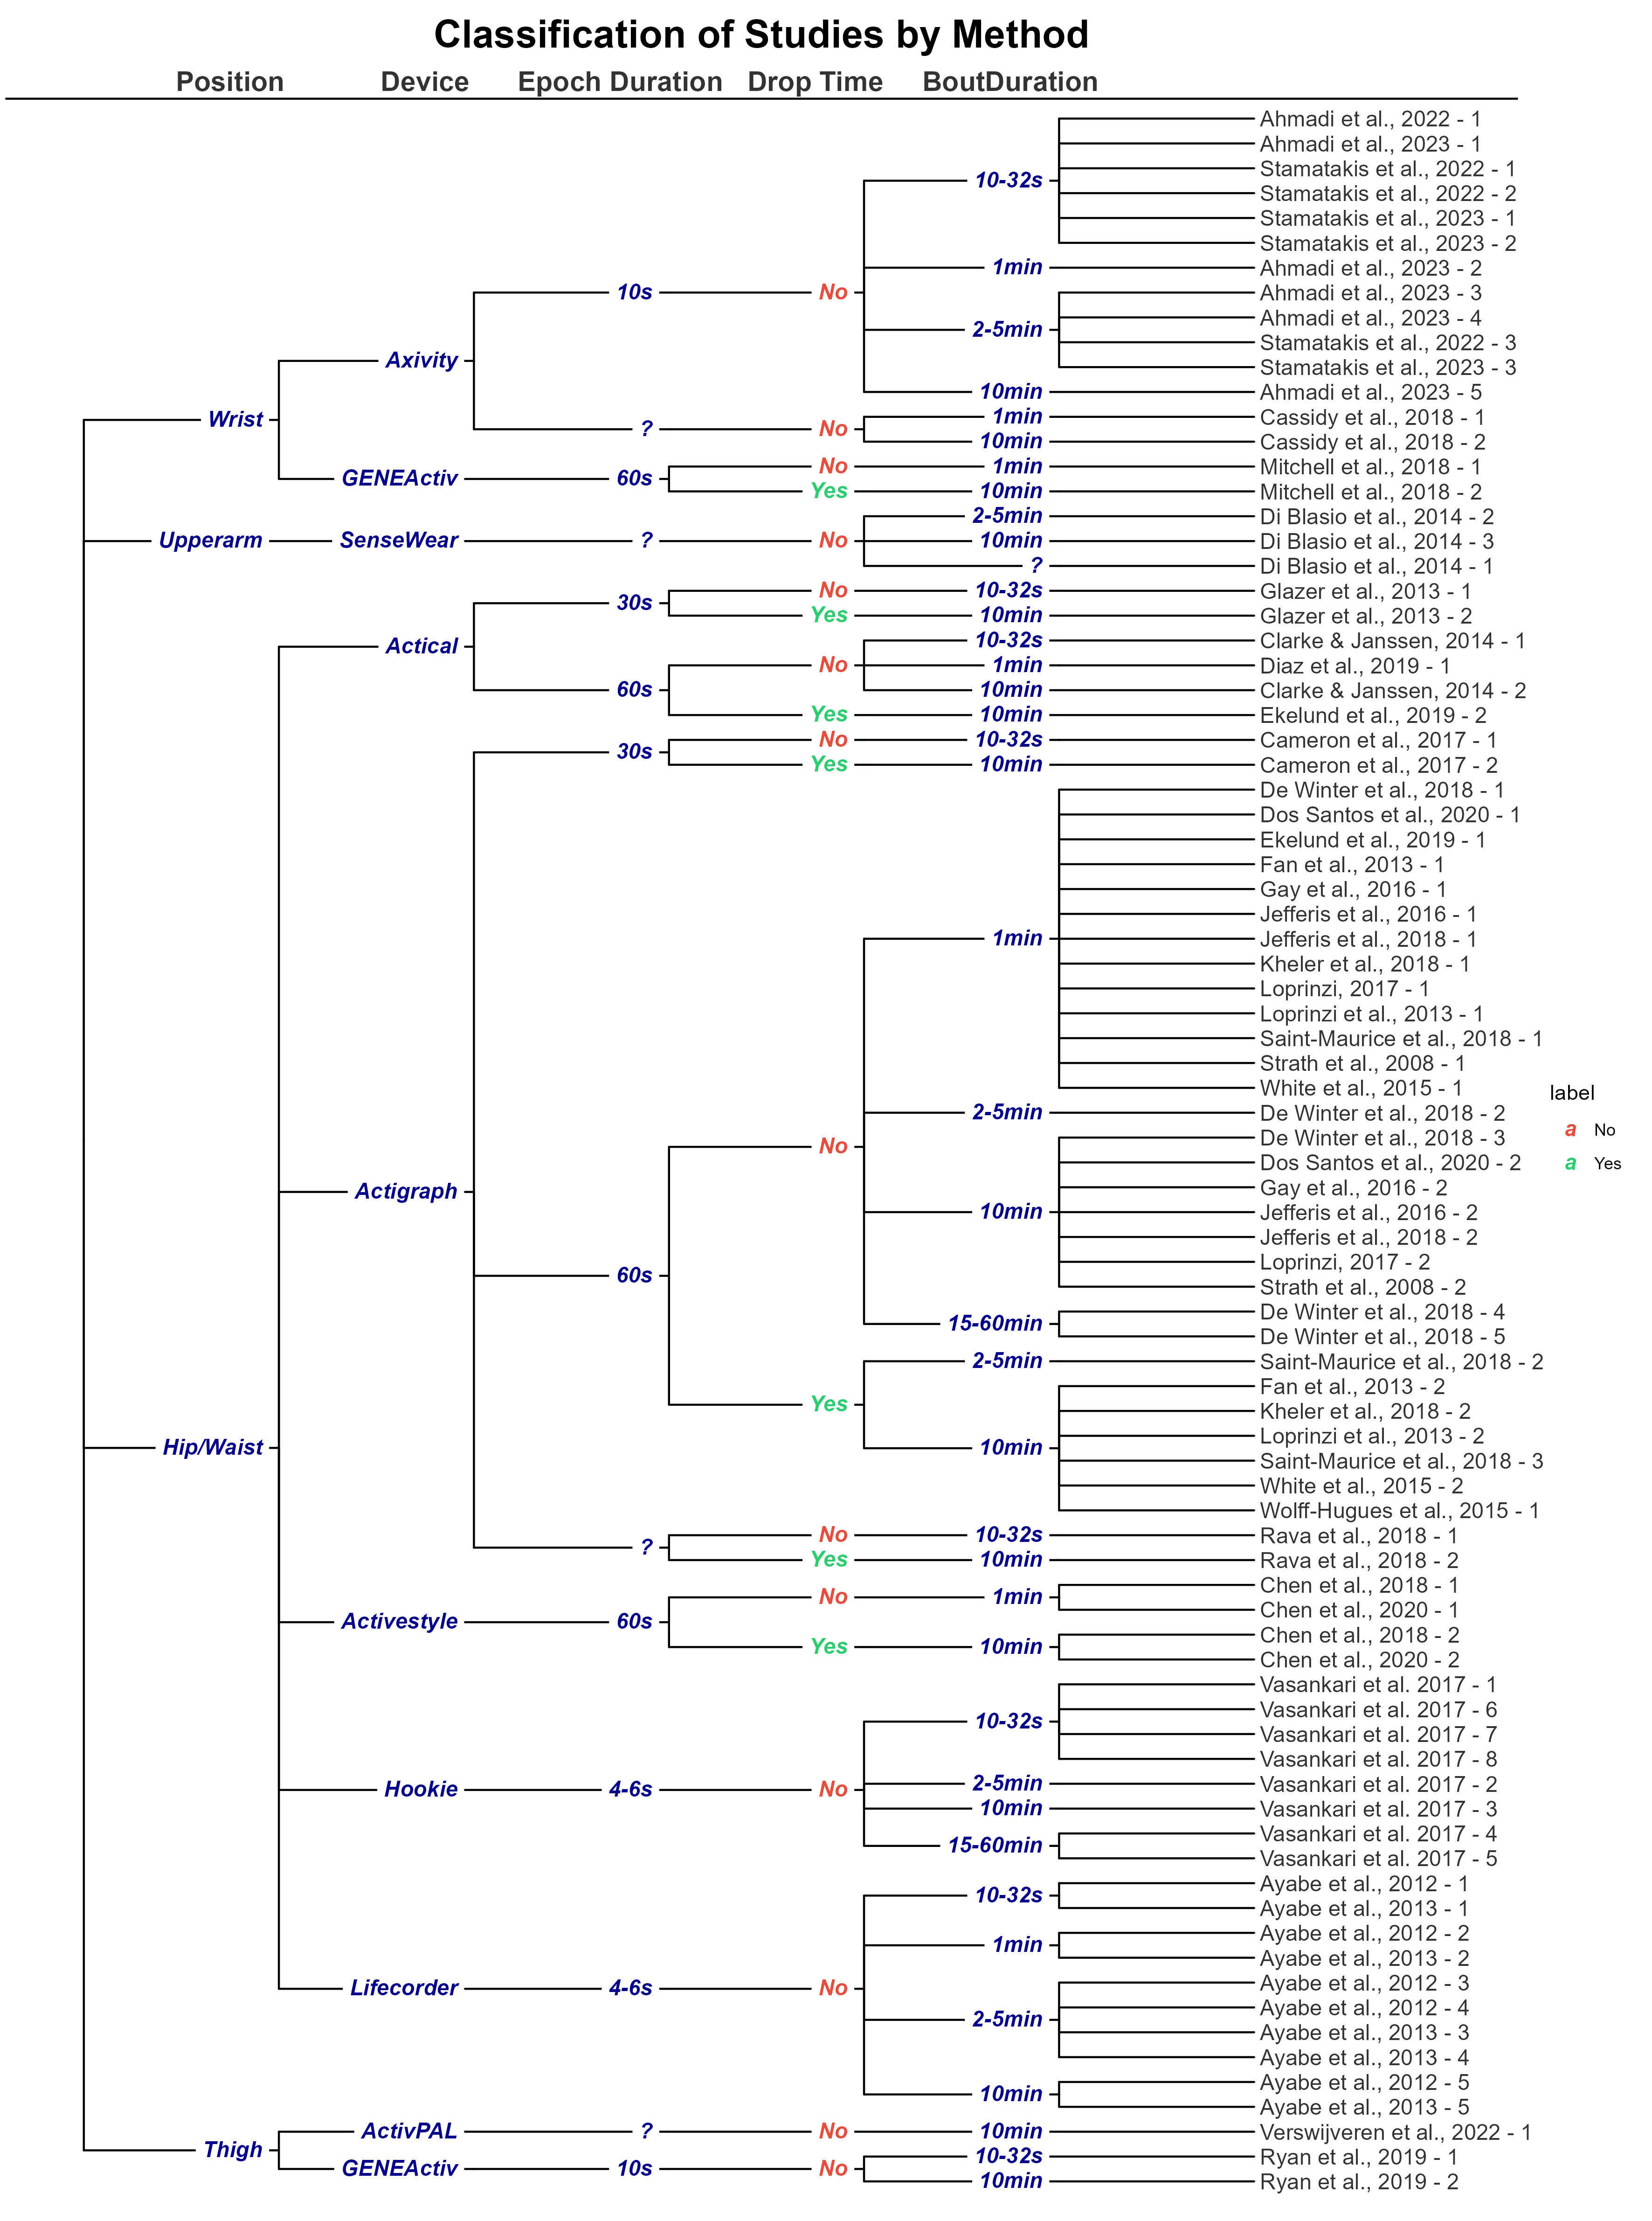 Classification of Studies by Method
Position Device Epoch Duration Drop Time BoutDuration
Ahmadi et al., 2022 - 1
Ahmadi et al., 2023 - 1
Stamatakis et al., 2022 - 1
10-32s
Stamatakis et al., 2022 - 2
Stamatakis et al., 2023 - 1
Stamatakis et al., 2023 - 2
1min Ahmadi et al., 2023 - 2
10s No Ahmadi et al., 2023 - 3
Ahmadi et al., 2023 - 4
2-5min
Stamatakis et al., 2022 - 3
Axivity
Stamatakis et al., 2023 - 3
10min Ahmadi et al., 2023 - 5
Wrist
1min Cassidy et al., 2018 - 1
? No
10min Cassidy et al., 2018 - 2
No 1min Mitchell et al., 2018 - 1
GENEActiv 60s
Yes 10min Mitchell et al., 2018 - 2
2-5min Di Blasio et al., 2014 - 2
Upperarm SenseWear ? No 10min Di Blasio et al., 2014 - 3
? Di Blasio et al., 2014 - 1
No 10-32s Glazer et al., 2013 - 1
30s
Yes 10min Glazer et al., 2013 - 2
Actical
10-32s Clarke & Janssen, 2014 - 1
No 1min Diaz et al., 2019 - 1
60s
10min Clarke & Janssen, 2014 - 2
Yes 10min Ekelund et al., 2019 - 2
No 10-32s Cameron et al., 2017 - 1
30s
Yes 10min Cameron et al., 2017 - 2
De Winter et al., 2018 - 1
Dos Santos et al., 2020 - 1
Ekelund et al., 2019 - 1
Fan et al., 2013 - 1
Gay et al., 2016 - 1
Jefferis et al., 2016 - 1
1min Jefferis et al., 2018 - 1
Kheler et al., 2018 - 1
Loprinzi, 2017 - 1
Loprinzi et al., 2013 - 1
Saint-Maurice et al., 2018 - 1
Strath et al., 2008 - 1
White et al., 2015 - 1
label
2-5min De Winter et al., 2018 - 2
a No
De Winter et al., 2018 - 3
No
Dos Santos et al., 2020 - 2
a Yes
Actigraph
Gay et al., 2016 - 2
10min Jefferis et al., 2016 - 2
Jefferis et al., 2018 - 2
60s
Loprinzi, 2017 - 2
Strath et al., 2008 - 2
De Winter et al., 2018 - 4
15-60min
De Winter et al., 2018 - 5
2-5min Saint-Maurice et al., 2018 - 2
Fan et al., 2013 - 2
Yes
Kheler et al., 2018 - 2
Loprinzi et al., 2013 - 2
Hip/Waist 10min
Saint-Maurice et al., 2018 - 3
White et al., 2015 - 2
Wolff-Hugues et al., 2015 - 1
No 10-32s Rava et al., 2018 - 1
?
Yes 10min Rava et al., 2018 - 2
Chen et al., 2018 - 1
No 1min
Chen et al., 2020 - 1
Activestyle 60s
Chen et al., 2018 - 2
Yes 10min
Chen et al., 2020 - 2
Vasankari et al. 2017 - 1
Vasankari et al. 2017 - 6
10-32s
Vasankari et al. 2017 - 7
Vasankari et al. 2017 - 8
2-5min Vasankari et al. 2017 - 2
Hookie 4-6s No
10min Vasankari et al. 2017 - 3
Vasankari et al. 2017 - 4
15-60min
Vasankari et al. 2017 - 5
Ayabe et al., 2012 - 1
10-32s
Ayabe et al., 2013 - 1
Ayabe et al., 2012 - 2
1min
Ayabe et al., 2013 - 2
Ayabe et al., 2012 - 3
Lifecorder 4-6s No
Ayabe et al., 2012 - 4
2-5min
Ayabe et al., 2013 - 3
Ayabe et al., 2013 - 4
Ayabe et al., 2012 - 5
10min
Ayabe et al., 2013 - 5
ActivPAL ? No 10min Verswijveren et al., 2022 - 1
Thigh
10-32s Ryan et al., 2019 - 1
GENEActiv 10s No
10min Ryan et al., 2019 - 2